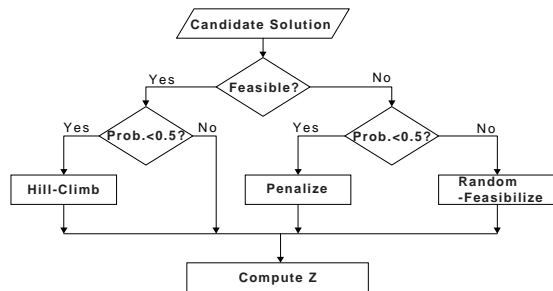 Candidate Solution
Feasible?
Yes
No
Prob.<0.5?
Prob.<0.5?
Yes
No
Yes
No
Hill-Climb
Penalize
Random
-Feasibilize
Compute Z